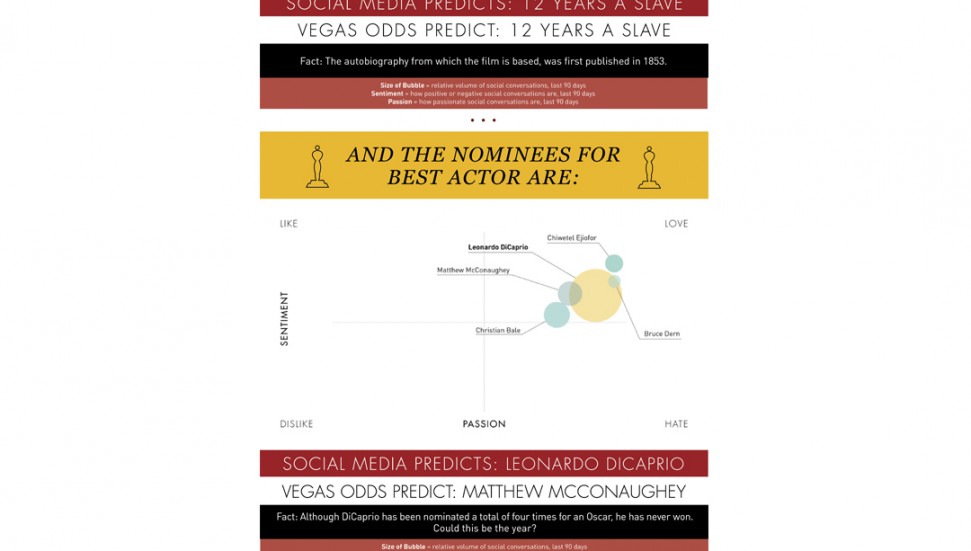 SOCIAL MEDIA PREDICTS: 12 YEARS A SLAVE
VEGAS ODDS PREDICT: 12 YEARS A SLAVE
Fact: The autobiography from which the film is based, was first published in 1853.
Size of Bubble – relative volume of social conversations, last 90 days
Sentiment – how positive or negative social conversations are, last 90 days
Passion – how passionate social conversations are, last 90 days
AND THE NOMINEES FOR
BEST ACTOR ARE:
LIKE
LOVE
Chiwetel Ejiofor
Leonardo DiCaprio
Matthew McConaughey
SENTIMENT
Christian Bale
Bruce Dern
DISLIKE
PASSION
HATE
SOCIAL MEDIA PREDICTS: LEONARDO DICAPRIO
VEGAS ODDS PREDICT: MATTHEW MCCONAUGHEY
Fact: Although DiCaprio has been nominated a total of four times for an Oscar, he has never won.
Could this be the year?
Size of Bubble – relative volume of social conversations, last 90 days